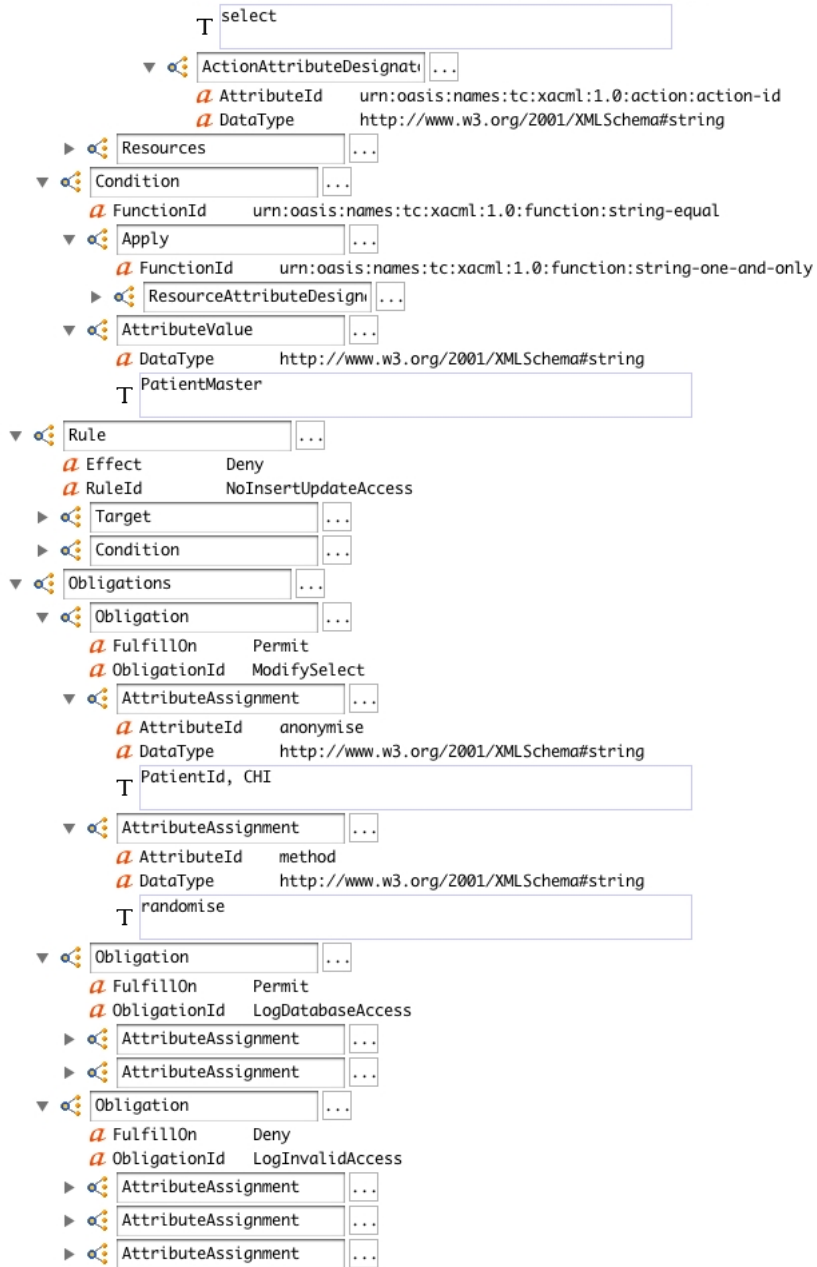 T select
ActionAttributeDesignat ...
a AttributeId urn:oasis:names:tc:xacml:1.0:action:action-id
a DataType http://www.w3.org/2001/XMLSchema#string
Resources ...
Condition ...
a FunctionId urn:oasis:names:tc:xacml:1.0:function:string-equal
Apply ...
a FunctionId urn:oasis:names:tc:xacml:1.0:function:string-one-and-only
ResourceAttributeDesign ...
AttributeValue ...
a DataType http://www.w3.org/2001/XMLSchema#string
T PatientMaster
Rule ...
a Effect Deny
a RuleId NoInsertUpdateAccess
Target ...
Condition ...
Obligations ...
Obligation ...
a FulfillOn Permit
a ObligationId ModifySelect
AttributeAssignment ...
a AttributeId anonymise
a DataType http://www.w3.org/2001/XMLSchema#string
T PatientId, CHI
AttributeAssignment ...
a AttributeId method
a DataType http://www.w3.org/2001/XMLSchema#string
T randomise
Obligation ...
a FulfillOn Permit
a ObligationId LogDatabaseAccess
AttributeAssignment ...
AttributeAssignment ...
Obligation ...
a FulfillOn Deny
a ObligationId LogInvalidAccess
AttributeAssignment ...
AttributeAssignment ...
AttributeAssignment ...